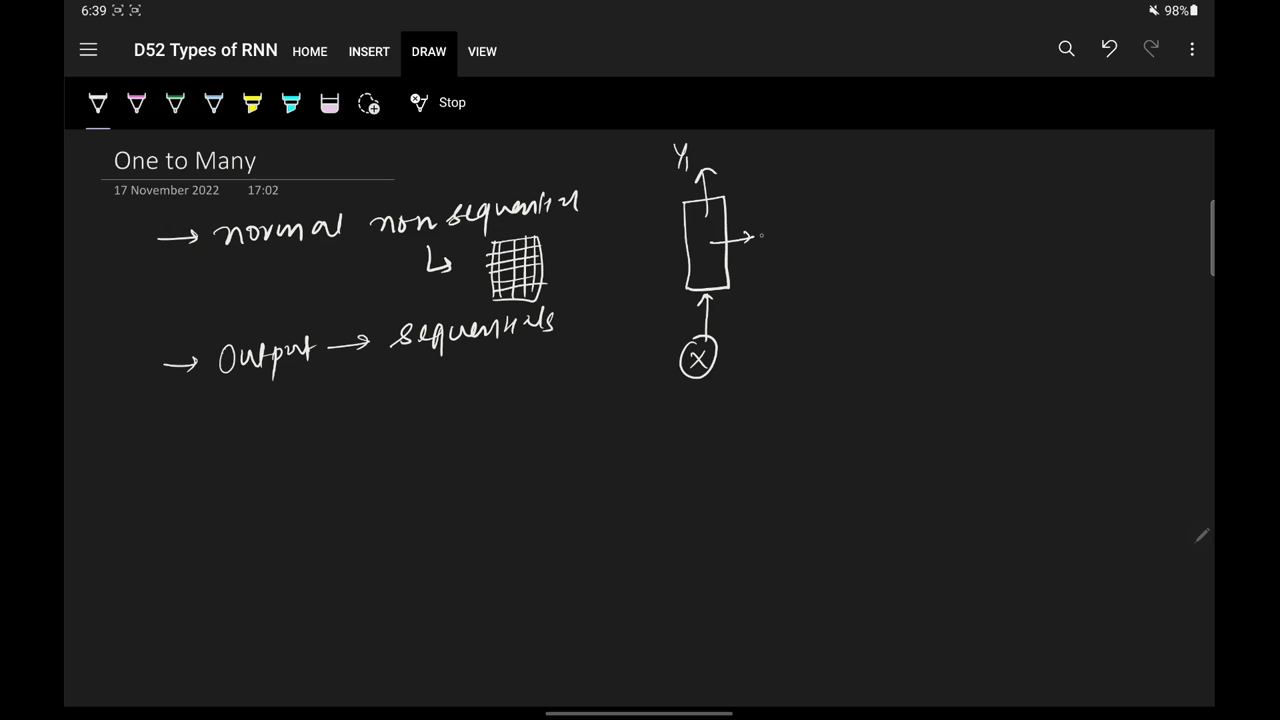 6:39 98%
D52 Types of RNN HOME INSERT DRAW VIEW
Stop
One to Many
17 November 2022 17:02
→ normal non sequential
→ Output → sequentials
Y1
X